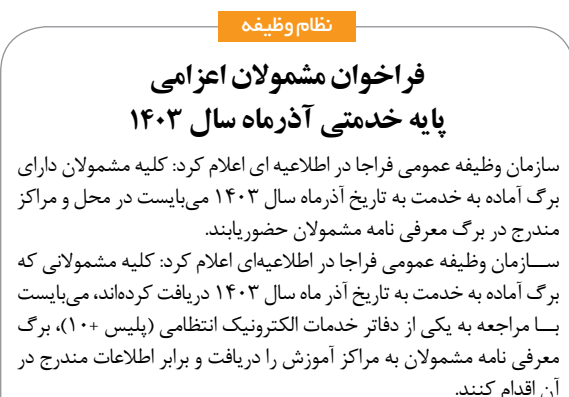 نظام وظیفه
فراخوان مشمولان اعزامی
پایه خدمتی آذرماه سال ۱۴۰۳
سازمان وظیفه عمومی فراجا در اطلاعیه ای اعلام کرد: کلیه مشمولان دارای
برگ آماده به خدمت به تاریخ آذرماه سال ۱۴۰۳ می‌بایست در محل و مراکز
مندرج در برگ معرفی نامه مشمولان حضوریابند.
ســازمان وظیفه عمومی فراجا در اطلاعیه‌ای اعلام کرد: کلیه مشمولانی که
برگ آماده به خدمت به تاریخ آذر ماه سال ۱۴۰۳ دریافت کرده‌اند، می‌بایست
بــا مراجعه به یکی از دفاتر خدمات الکترونیک انتظامی (پلیس +۱۰)، برگ
معرفی نامه مشمولان به مراکز آموزش را دریافت و برابر اطلاعات مندرج در
آن اقدام کنند.